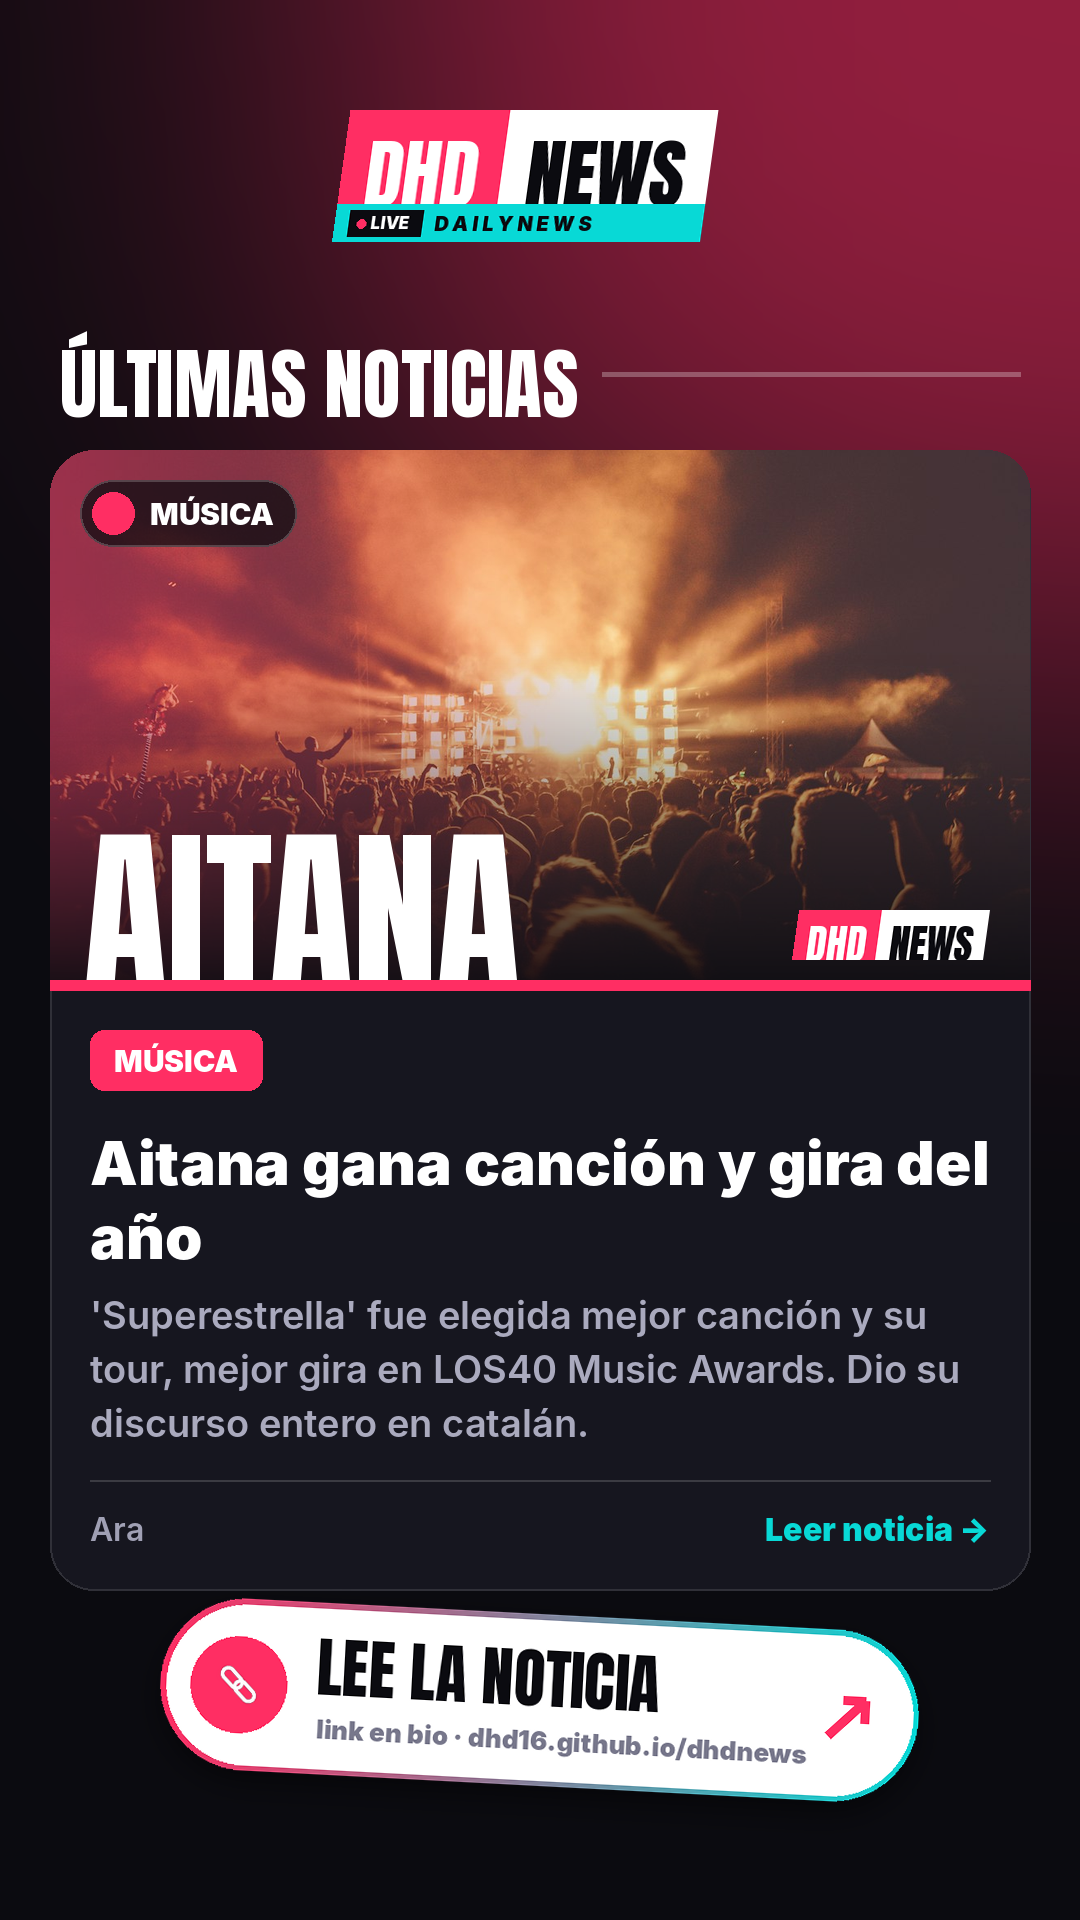 DHD NEWS
LIVE DAILYNEWS
ÚLTIMAS NOTICIAS
MÚSICA
AITANA
DHD NEWS
MÚSICA
Aitana gana canción y gira del
año
'Superestrella' fue elegida mejor canción y su
tour, mejor gira en LOS40 Music Awards. Dio su
discurso entero en catalán.
Ara
Leer noticia →
LEE LA NOTICIA
link en bio · dhd16.github.io/dhdnews